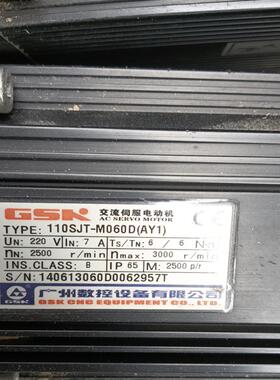 GSK 交流伺服电动机
AC SERVO MOTOR
TYPE: 110SJT-M060D(AY1)
UN: 220 V IN: 7 A Ts/TN: 6 / 6 N·m
nN: 2500 r/min nmax: 3000 r/min
INS.CLASS: B IP 65 M: 2500 p/r
S/N: 140613060D0062957T
GSK 广州数控设备有限公司
GSK CNC EQUIPMENT CO.,LTD